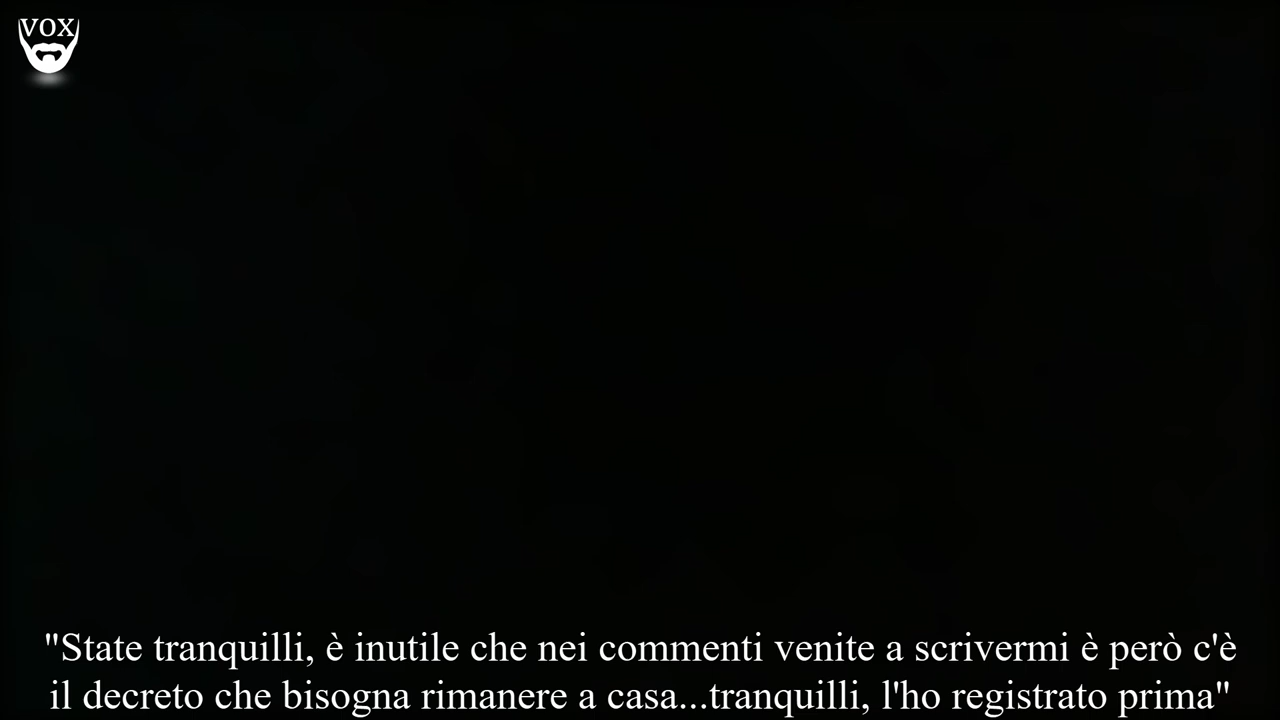 VOX
"State tranquilli, è inutile che nei commenti venite a scrivermi è però c'è
il decreto che bisogna rimanere a casa...tranquilli, l'ho registrato prima"